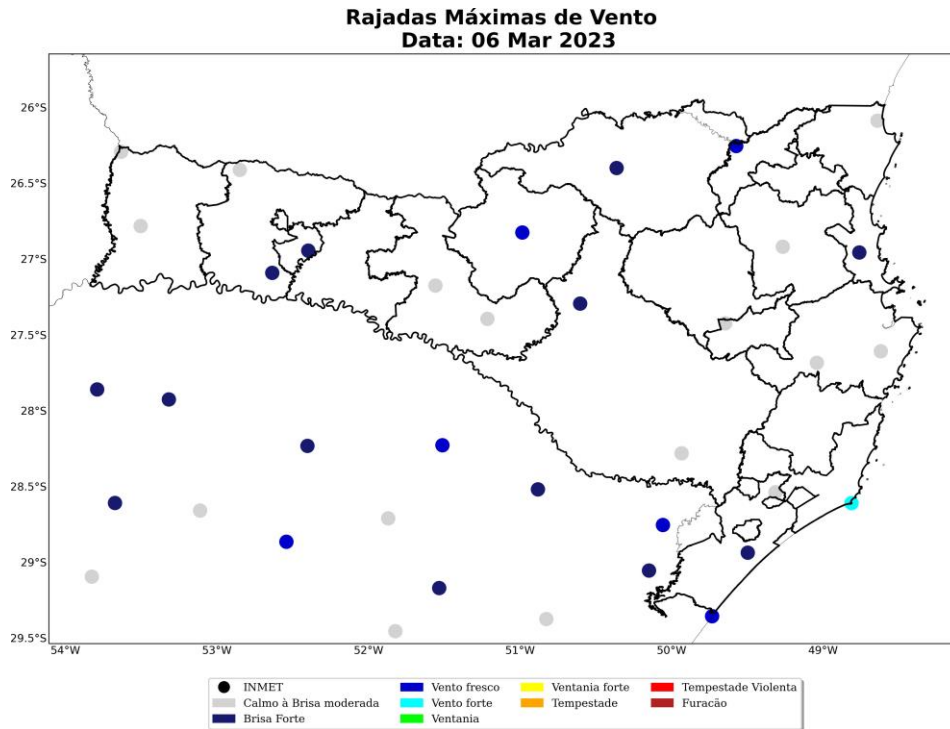 Rajadas Máximas de Vento
Data: 06 Mar 2023
26°S
26.5°S
27°S
27.5°S
28°S
28.5°S
29°S
29.5°S
54°W 53°W 52°W 51°W 50°W 49°W
INMET Vento fresco Ventania forte Tempestade Violenta
Calmo à Brisa moderada Vento forte Tempestade Furacão
Brisa Forte Ventania